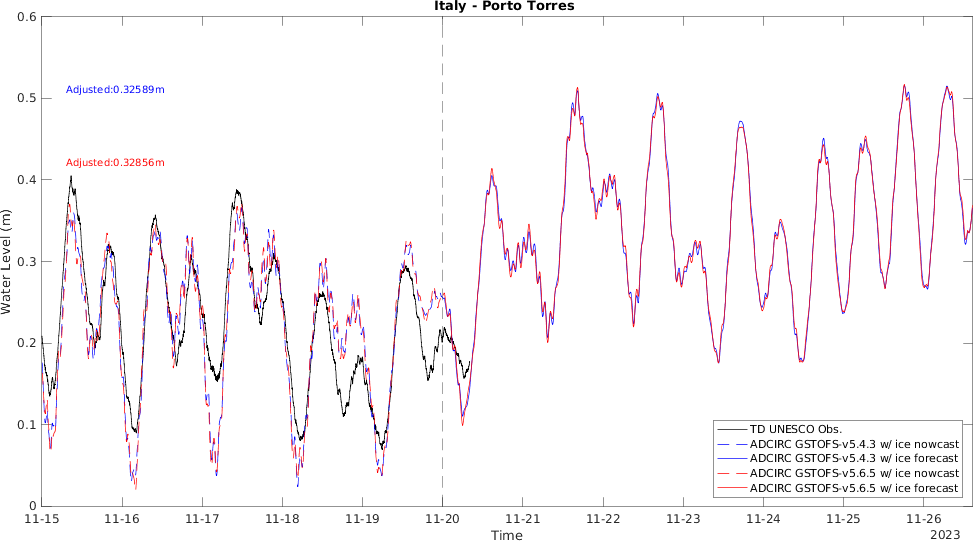 Italy - Porto Torres
0.6
0.5
0.4
0.3
0.2
0.1
0
Water Level (m)
Adjusted:0.32589m
Adjusted:0.32856m
TD UNESCO Obs.
ADCIRC GSTOFS-v5.4.3 w/ ice nowcast
ADCIRC GSTOFS-v5.4.3 w/ ice forecast
ADCIRC GSTOFS-v5.6.5 w/ ice nowcast
ADCIRC GSTOFS-v5.6.5 w/ ice forecast
11-15 11-16 11-17 11-18 11-19 11-20 11-21 11-22 11-23 11-24 11-25 11-26
2023
Time